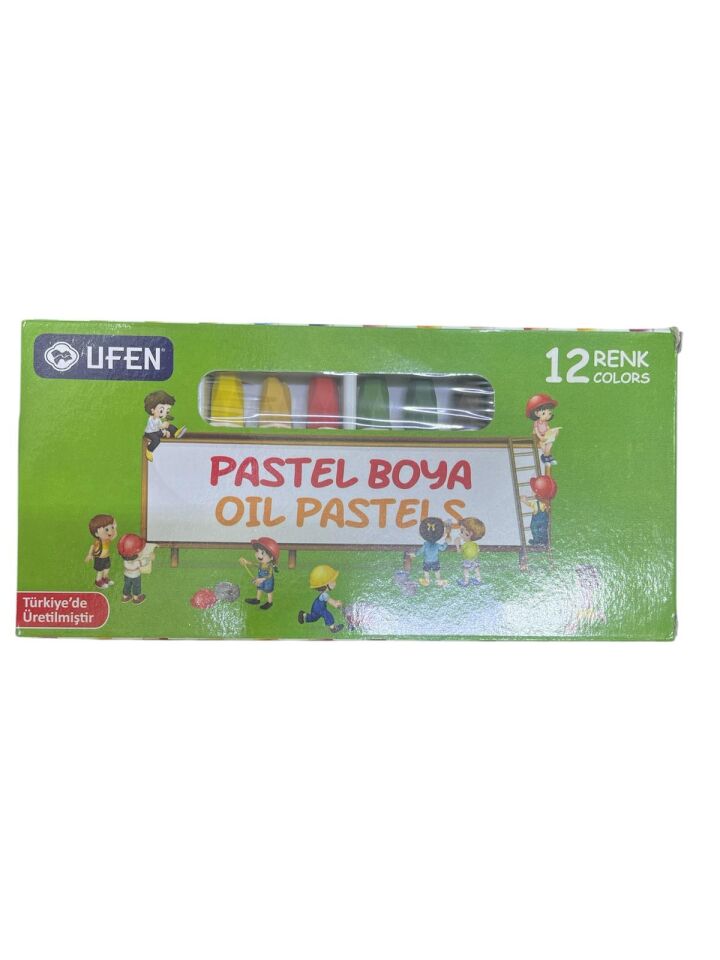 UFEN
12 RENK
COLORS
PASTEL BOYA
OIL PASTELS
Türkiye'de
Üretilmiştir